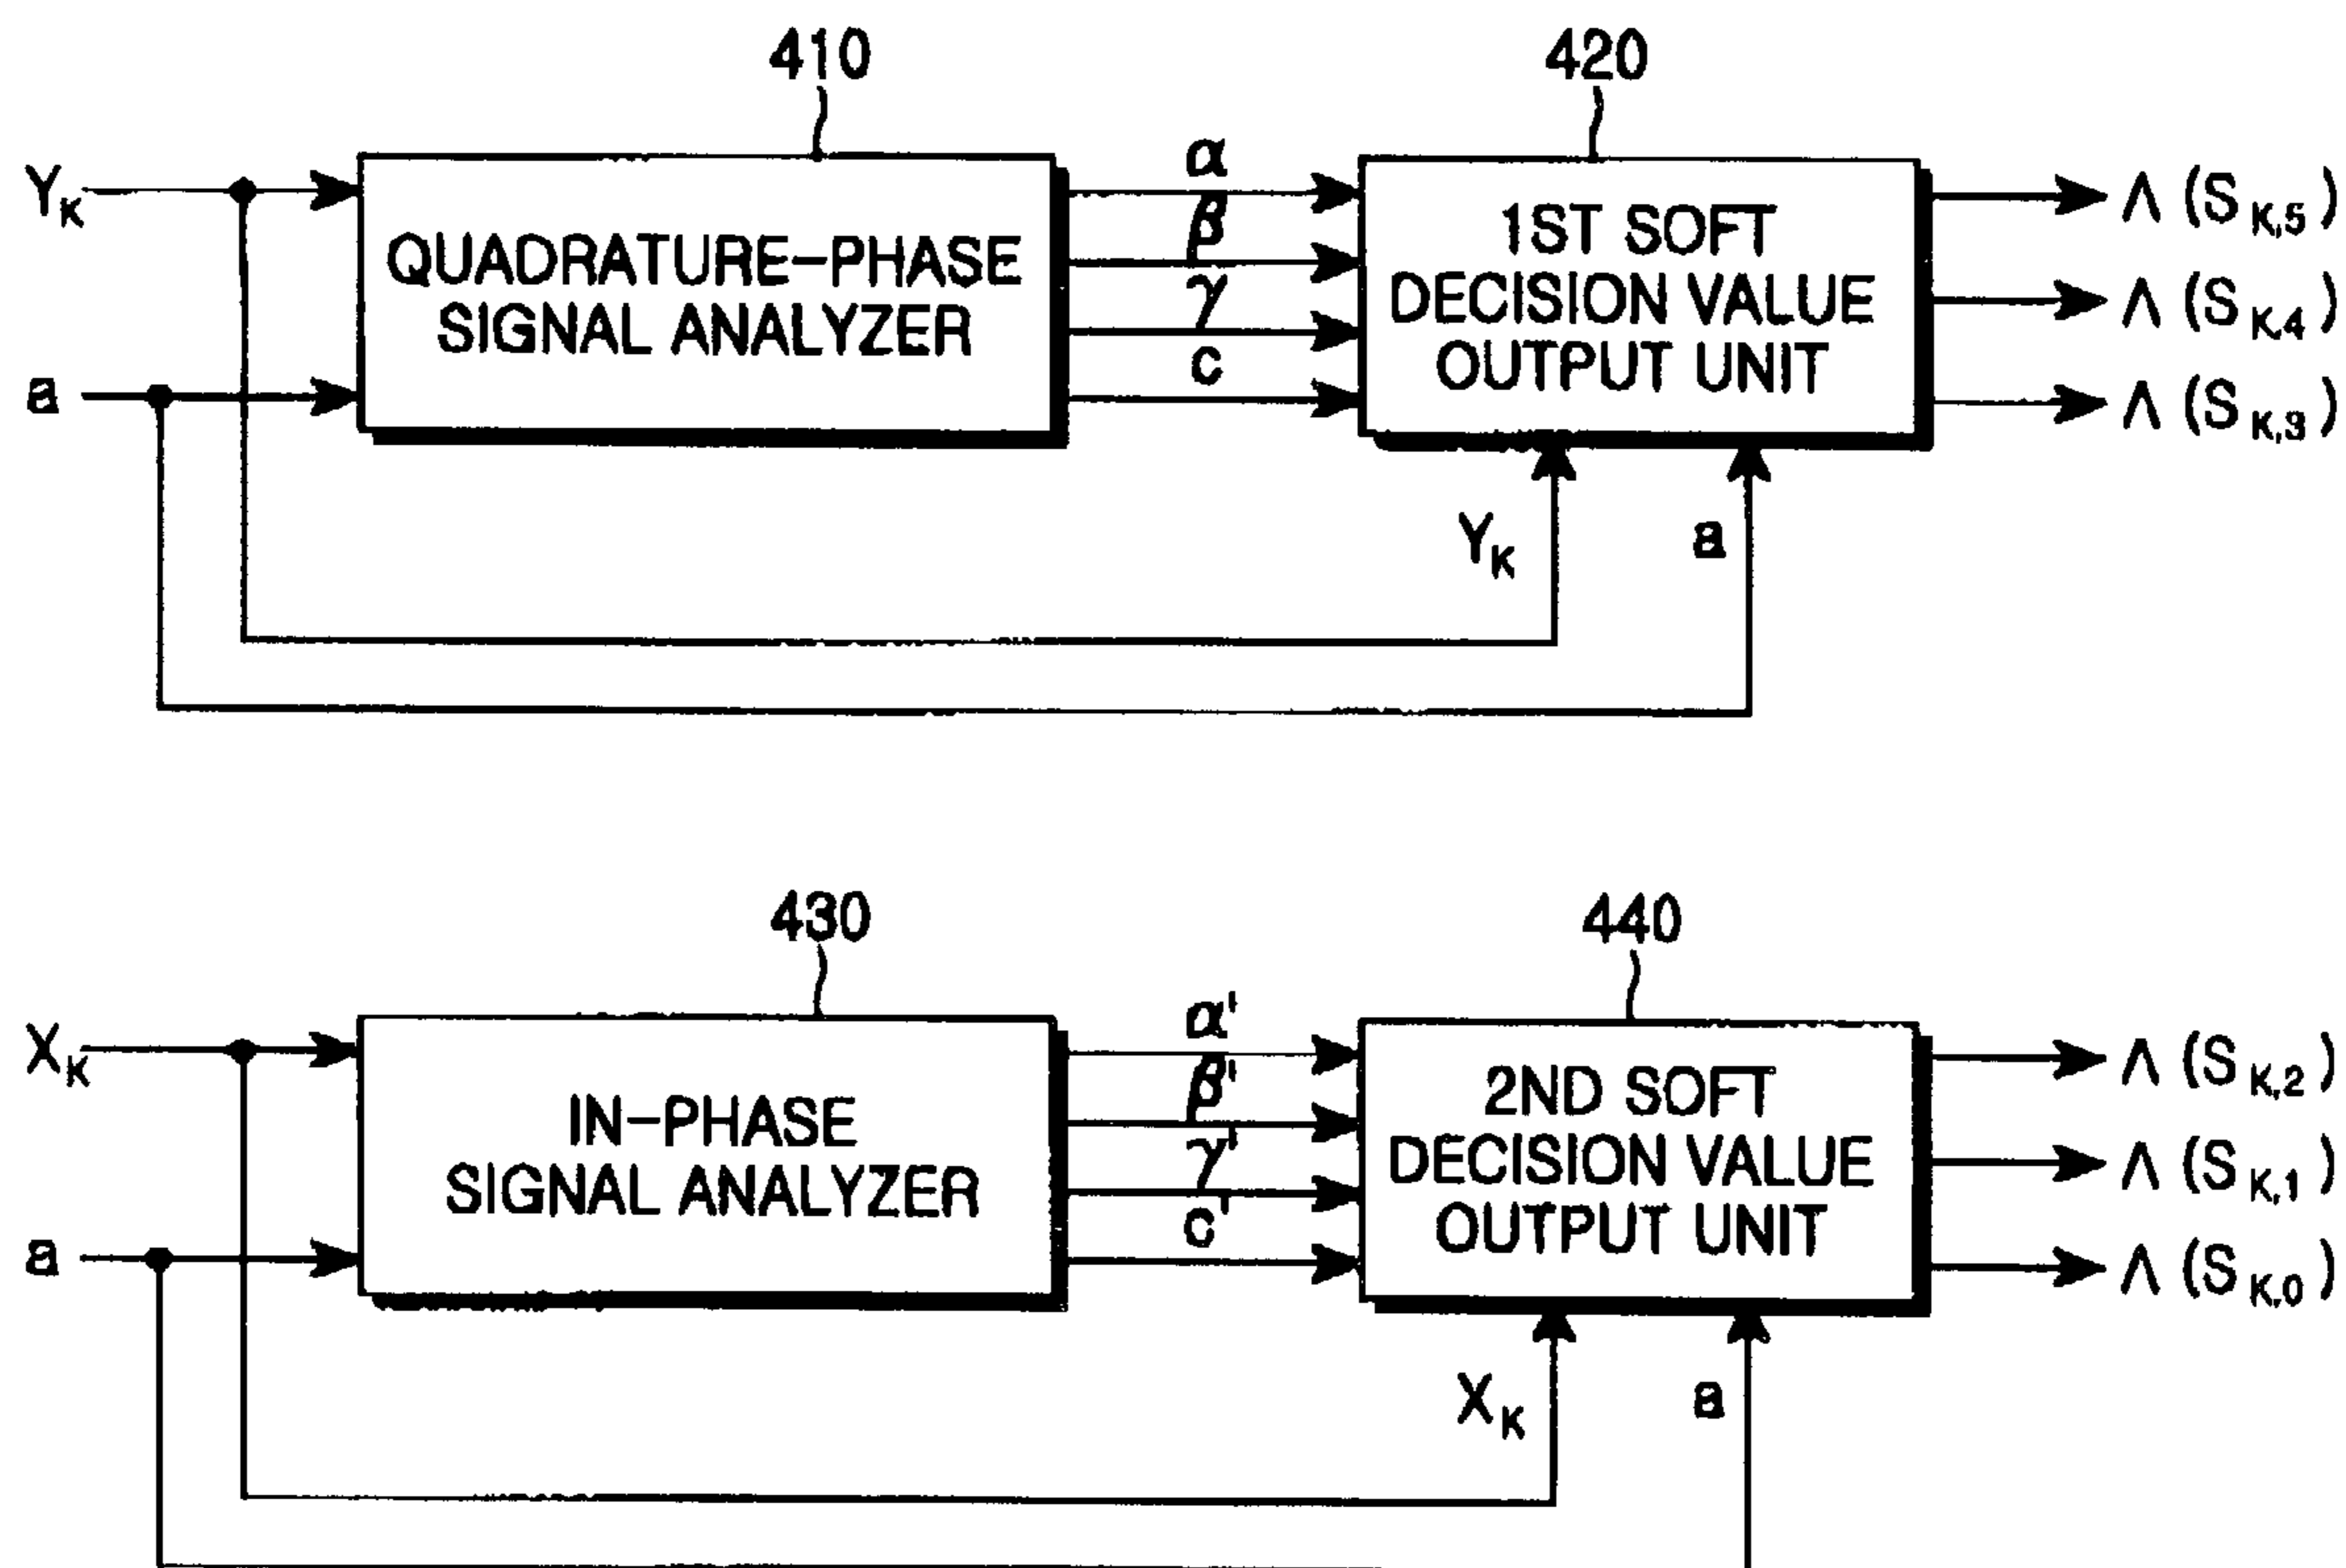 410
420
Y_K
a
QUADRATURE-PHASE
SIGNAL ANALYZER
α
β
γ
c
1ST SOFT
DECISION VALUE
OUTPUT UNIT
Λ (S_K,5)
Λ (S_K,4)
Λ (S_K,3)
Y_K
a
430
440
X_K
a
IN-PHASE
SIGNAL ANALYZER
α'
β'
γ'
c'
2ND SOFT
DECISION VALUE
OUTPUT UNIT
Λ (S_K,2)
Λ (S_K,1)
Λ (S_K,0)
X_K
a